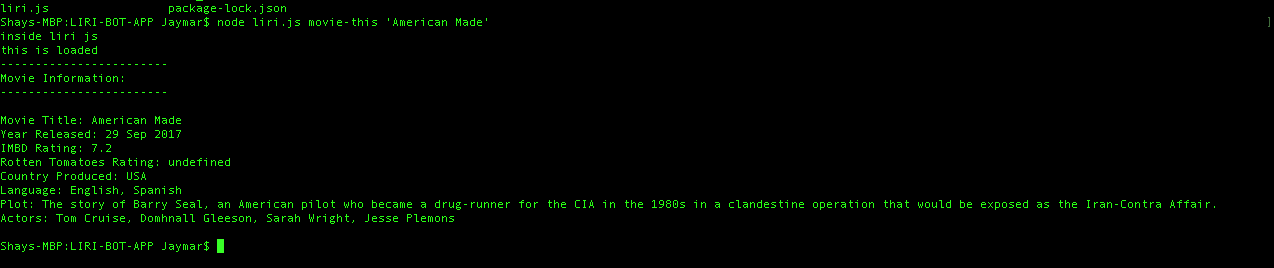 liri.js                 package-lock.json
Shays-MBP:LIRI-BOT-APP Jaymar$ node liri.js movie-this 'American Made' ]
inside liri js
this is loaded
------------------------
Movie Information:
------------------------
Movie Title: American Made
Year Released: 29 Sep 2017
IMBD Rating: 7.2
Rotten Tomatoes Rating: undefined
Country Produced: USA
Language: English, Spanish
Plot: The story of Barry Seal, an American pilot who became a drug-runner for the CIA in the 1980s in a clandestine operation that would be exposed as the Iran-Contra Affair.
Actors: Tom Cruise, Domhnall Gleeson, Sarah Wright, Jesse Plemons
Shays-MBP:LIRI-BOT-APP Jaymar$